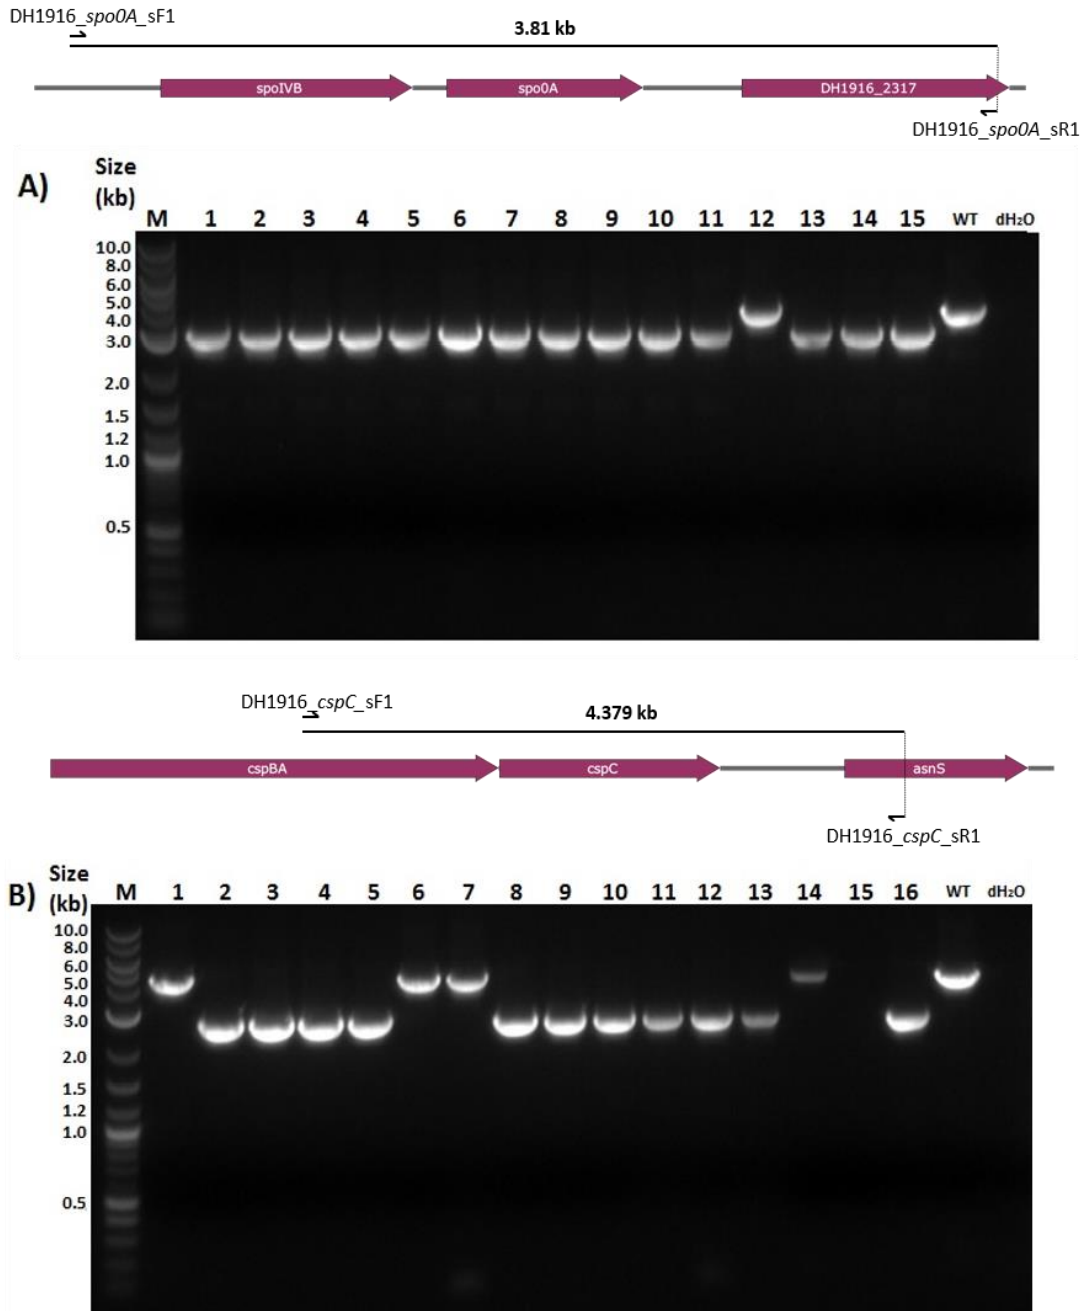 DH1916_spo0A_sF1
3.81 kb
spoIVB spo0A DH1916_2317
DH1916_spo0A_sR1
A)
Size
(kb)
M 1 2 3 4 5 6 7 8 9 10 11 12 13 14 15 WT dH₂O
10.0
8.0
6.0
5.0
4.0
3.0
2.0
1.5
1.2
1.0
0.5
DH1916_cspC_sF1
4.379 kb
cspBA cspC asnS
DH1916_cspC_sR1
B)
Size
(kb)
M 1 2 3 4 5 6 7 8 9 10 11 12 13 14 15 16 WT dH₂O
10.0
8.0
6.0
5.0
4.0
3.0
2.0
1.5
1.2
1.0
0.5